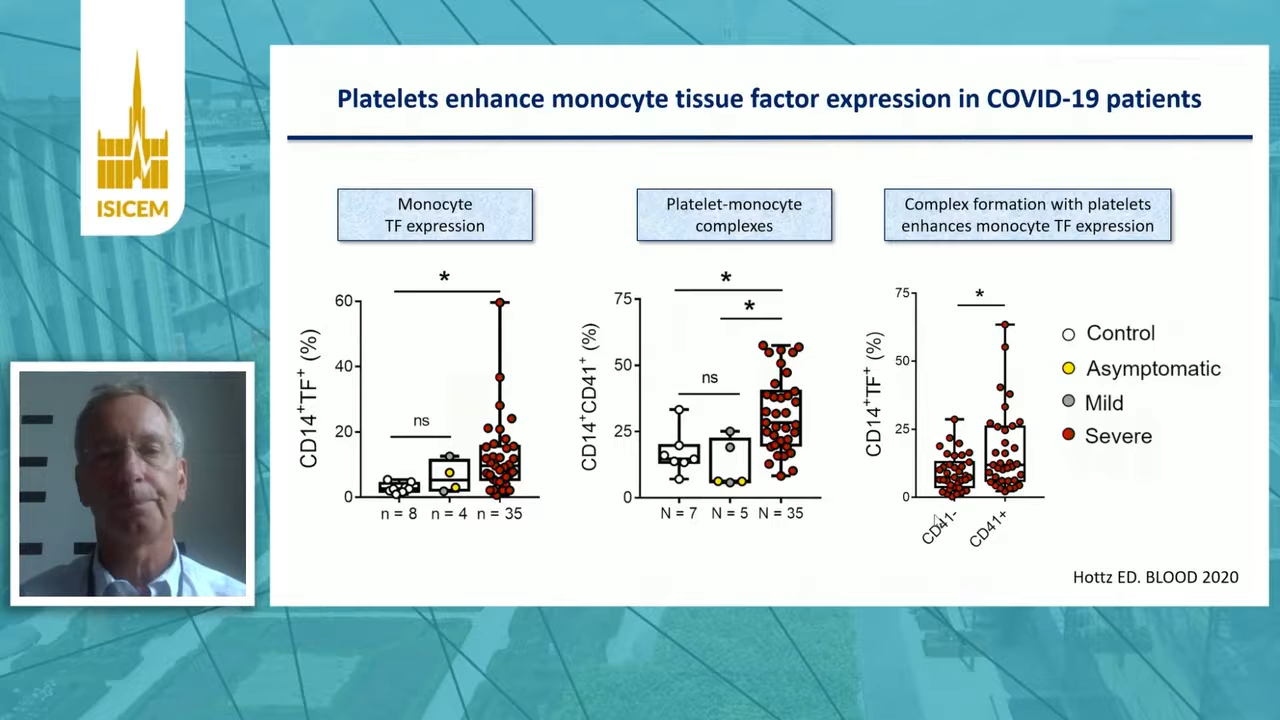 ISICEM
Platelets enhance monocyte tissue factor expression in COVID-19 patients
Monocyte
TF expression
CD14+TF+ (%)
60
40
20
0
*
ns
n = 8
n = 4
n = 35
Platelet-monocyte
complexes
CD14+CD41+ (%)
75
50
25
0
*
*
ns
N = 7
N = 5
N = 35
Complex formation with platelets
enhances monocyte TF expression
CD14+TF+ (%)
75
50
25
0
*
CD41-
CD41+
Control
Asymptomatic
Mild
Severe
Hottz ED. BLOOD 2020